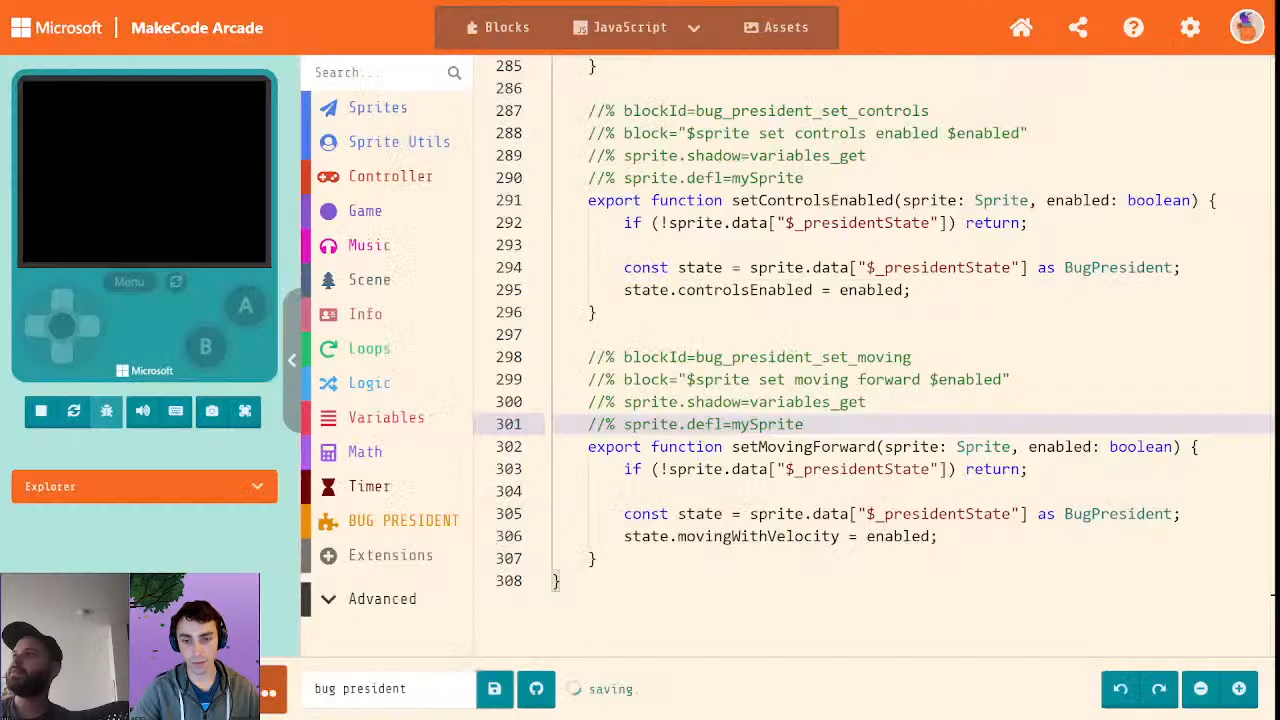 Microsoft | MakeCode Arcade
Blocks
JS JavaScript
Assets
Menu
A
B
Microsoft
Explorer
Search...
Sprites
Sprite Utils
Controller
Game
Music
Scene
Info
Loops
Logic
Variables
Math
Timer
BUG PRESIDENT
Extensions
Advanced
285 }
286
287 //% blockId=bug_president_set_controls
288 //% block="$sprite set controls enabled $enabled"
289 //% sprite.shadow=variables_get
290 //% sprite.defl=mySprite
291 export function setControlsEnabled(sprite: Sprite, enabled: boolean) {
292 if (!sprite.data["$_presidentState"]) return;
293
294 const state = sprite.data["$_presidentState"] as BugPresident;
295 state.controlsEnabled = enabled;
296 }
297
298 //% blockId=bug_president_set_moving
299 //% block="$sprite set moving forward $enabled"
300 //% sprite.shadow=variables_get
301 //% sprite.defl=mySprite
302 export function setMovingForward(sprite: Sprite, enabled: boolean) {
303 if (!sprite.data["$_presidentState"]) return;
304
305 const state = sprite.data["$_presidentState"] as BugPresident;
306 state.movingWithVelocity = enabled;
307 }
308 }
bug president
saving